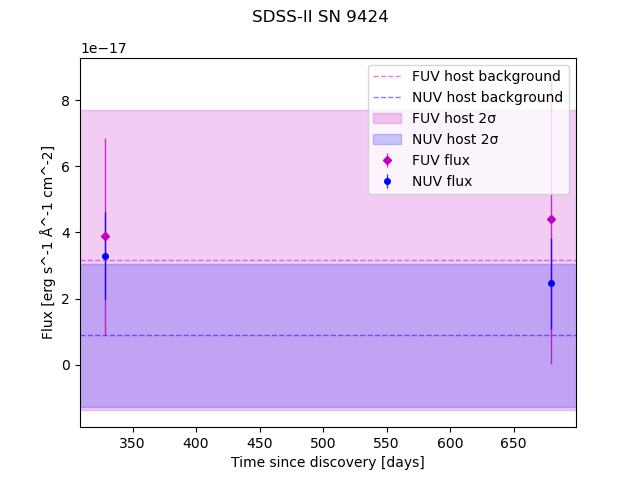 SDSS-II SN 9424
1e−17
FUV host background
NUV host background
FUV host 2σ
NUV host 2σ
FUV flux
NUV flux
Flux [erg s^-1 Å^-1 cm^-2]
8
6
4
2
0
350 400 450 500 550 600 650
Time since discovery [days]